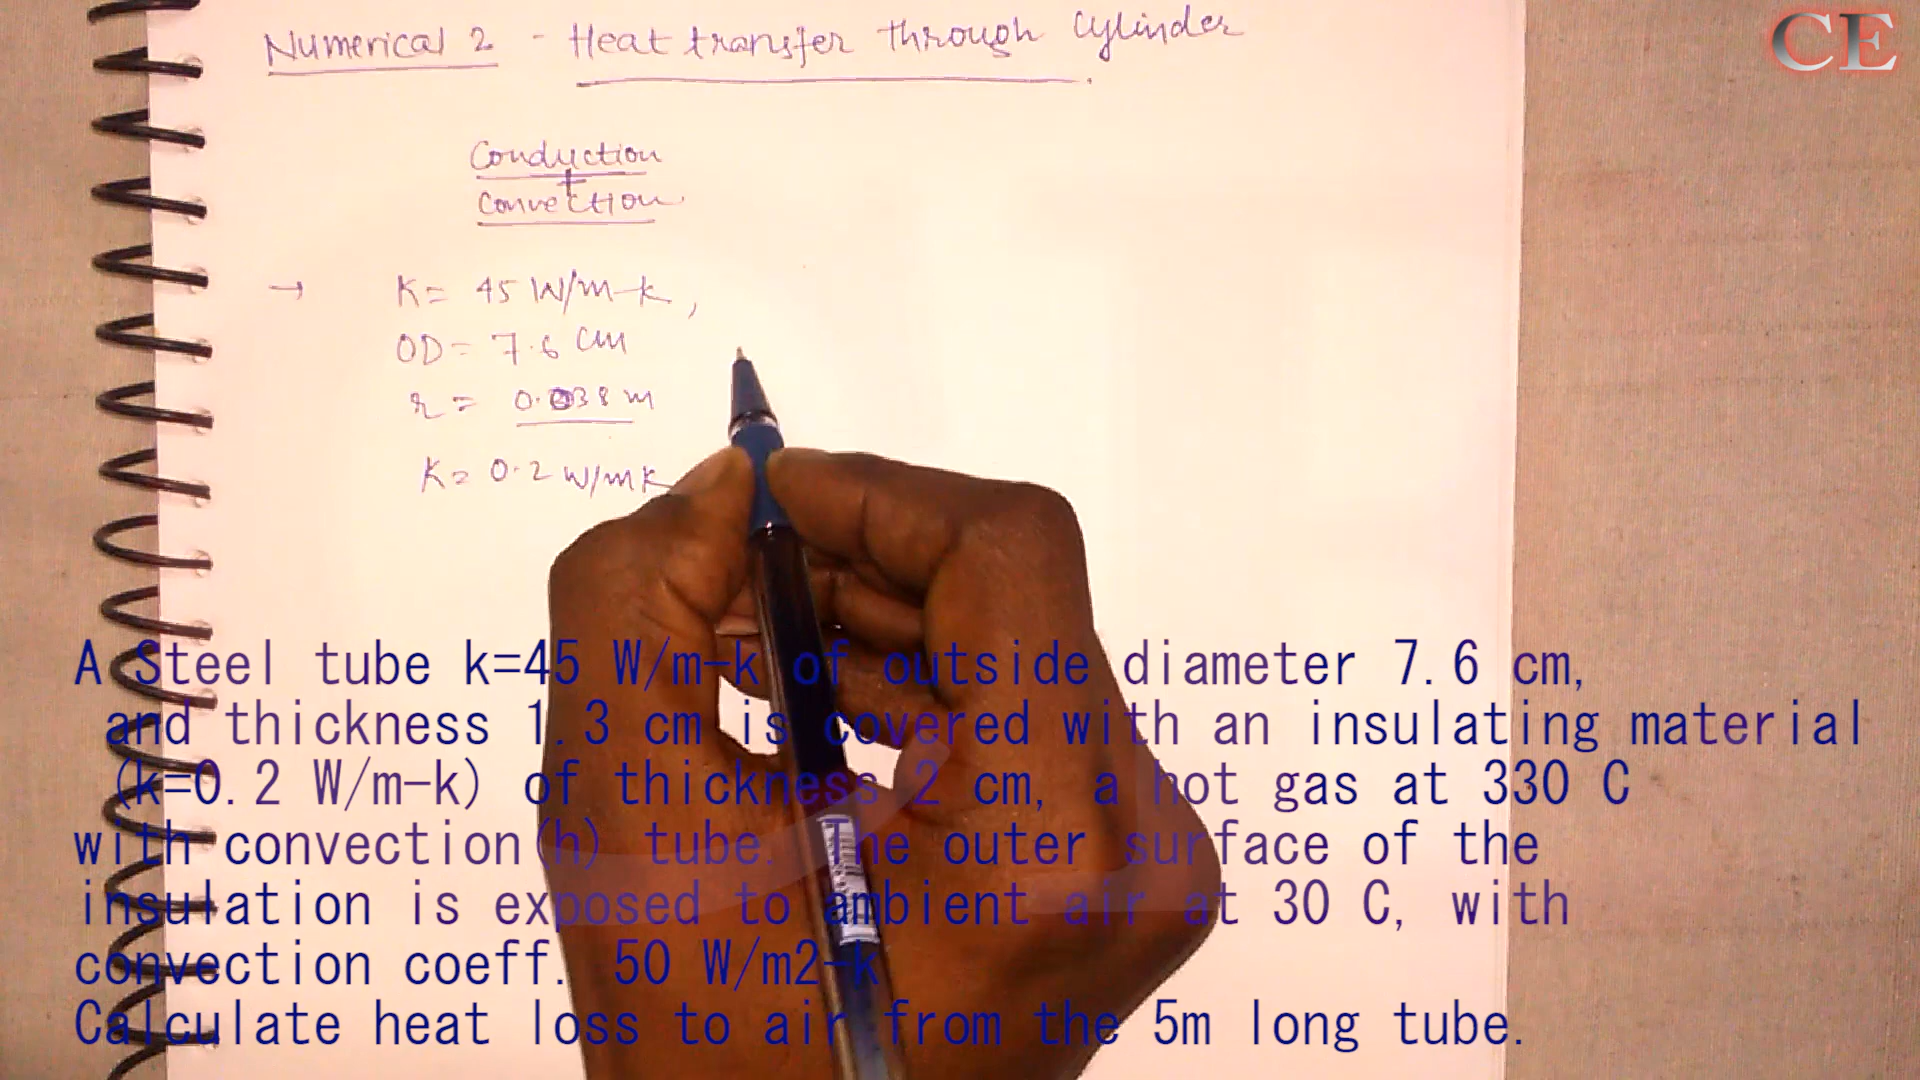 Numerical 2 - Heat transfer through Cylinder
CE
Conduction
+
Convection
→ K = 45 W/m-k,
OD = 7.6 cm
r = 0.038 m
K = 0.2 W/mk
A Steel tube k=45 W/m-k of outside diameter 7.6 cm,
and thickness 1.3 cm is covered with an insulating material
(k=0.2 W/m-k) of thickness 2 cm, a hot gas at 330 C
with convection(h) tube. The outer surface of the
insulation is exposed to ambient air at 30 C, with
convection coeff. 50 W/m2-k
Calculate heat loss to air from the 5m long tube.